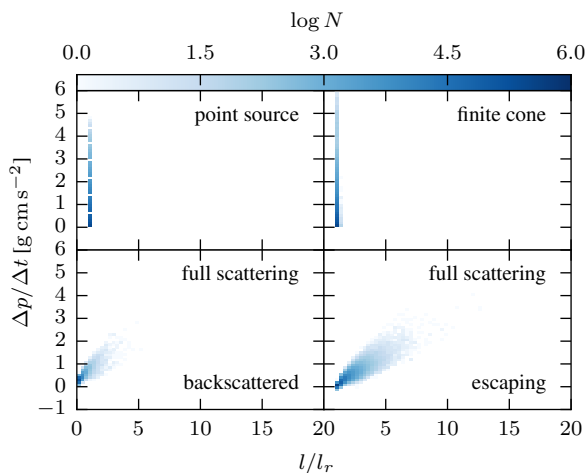 log N
0.0 1.5 3.0 4.5 6.0
6
5
4
3
2
1
0
point source
finite cone
Δp/Δt [g cm s⁻²]
6
5
4
3
2
1
0
−1
full scattering
backscattered
full scattering
escaping
0 5 10 15 20 5 10 15 20
l/lᵣ